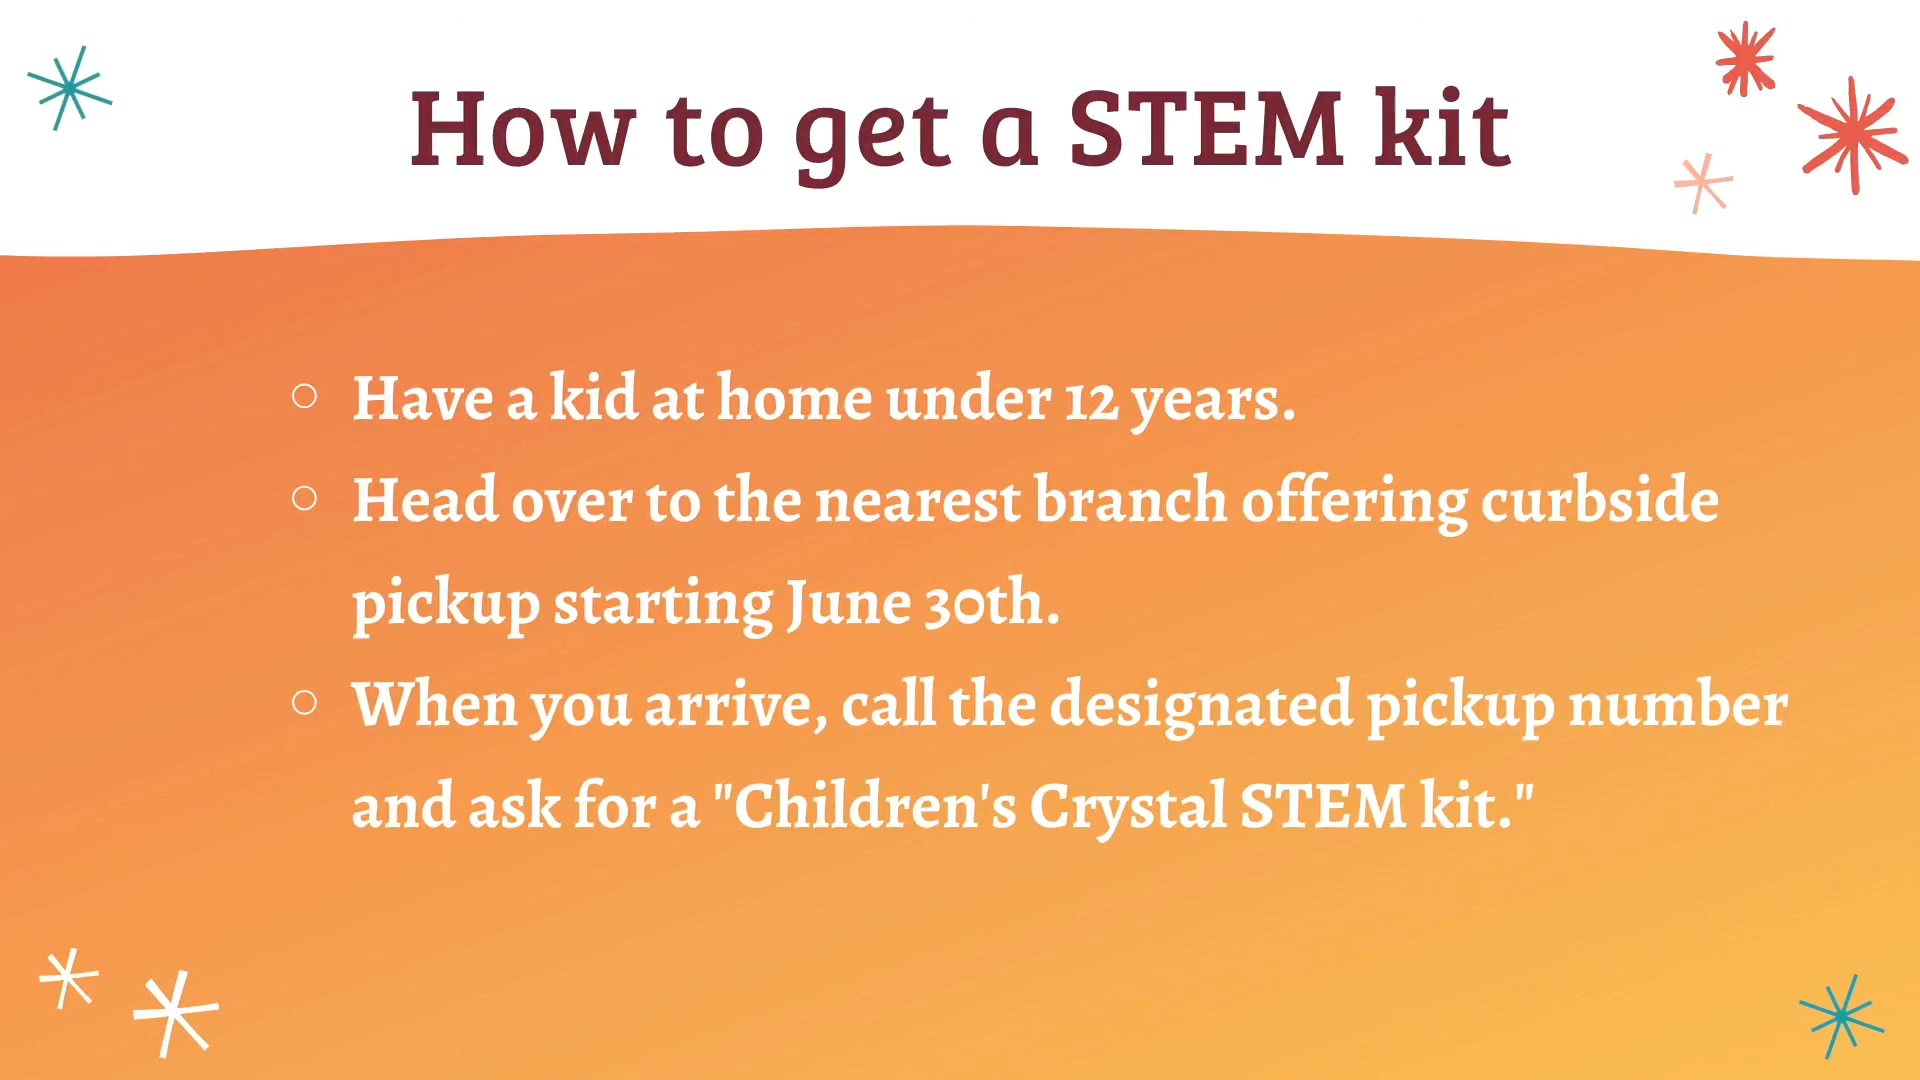 How to get a STEM kit
Have a kid at home under 12 years.
Head over to the nearest branch offering curbside
pickup starting June 30th.
When you arrive, call the designated pickup number
and ask for a "Children's Crystal STEM kit."